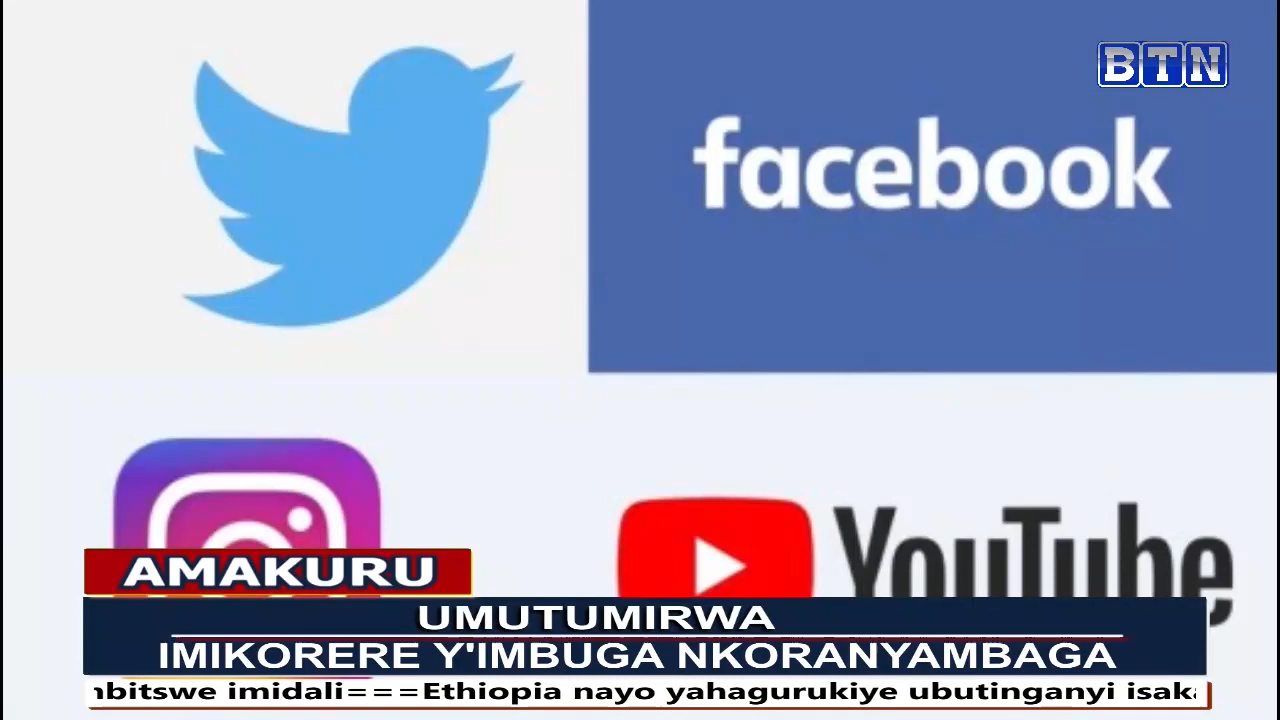 BTN
facebook
YouTube
AMAKURU
UMUTUMIRWA
IMIKORERE Y'IMBUGA NKORANYAMBAGA
imidali===Ethiopia nayo yahagurukiye ubutinganyi